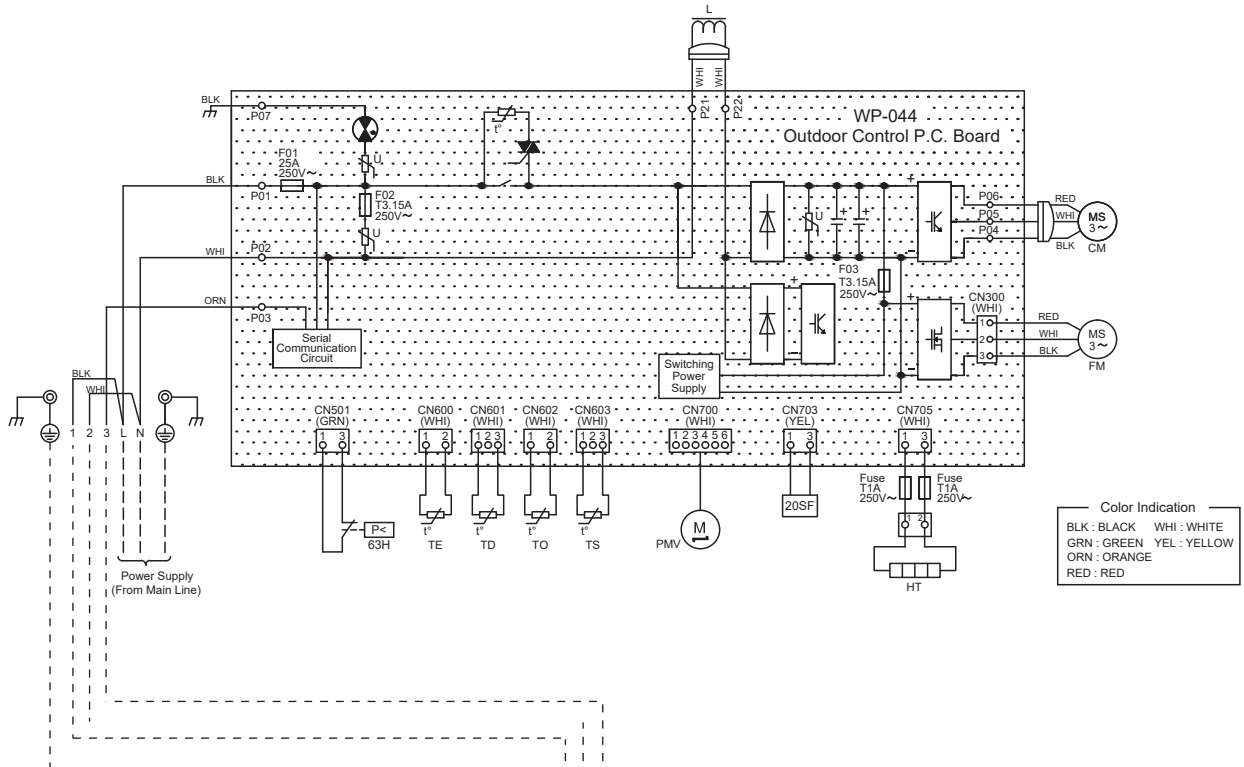 L
WHI
WHI
P21
P22
WP-044
Outdoor Control P.C. Board
BLK
P07
t°
F01
25A
250V~
U
BLK
P01
F02
T3.15A
250V~
U
U
+
+
+
P06
RED
P05
WHI
MS
3~
P04
BLK
CM
WHI
P02
-
F03
T3.15A
250V~
+
+
CN300
(WHI)
ORN
P03
1
RED
Serial
Communication
Circuit
2
WHI
MS
3~
-
3
BLK
FM
-
Switching
Power
Supply
BLK
WHI
1 2 3 L N
CN501
(GRN)
1 3
CN600
(WHI)
1 2
CN601
(WHI)
1 2 3
CN602
(WHI)
1 2
CN603
(WHI)
1 2 3
CN700
(WHI)
1 2 3 4 5 6
CN703
(YEL)
1 3
CN705
(WHI)
1 3
Fuse
T1A
250V~
Fuse
T1A
250V~
P<
63H
t°
TE
t°
TD
t°
TO
t°
TS
PMV
M
20SF
1 2
HT
Power Supply
(From Main Line)
Color Indication
BLK : BLACK WHI : WHITE
GRN : GREEN YEL : YELLOW
ORN : ORANGE
RED : RED